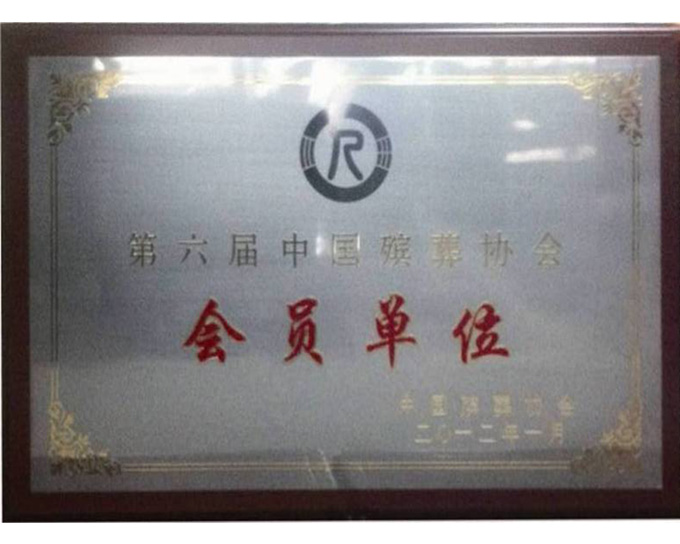 第六届中国殡葬协会
会员单位
中国殡葬协会
二〇一二年一月